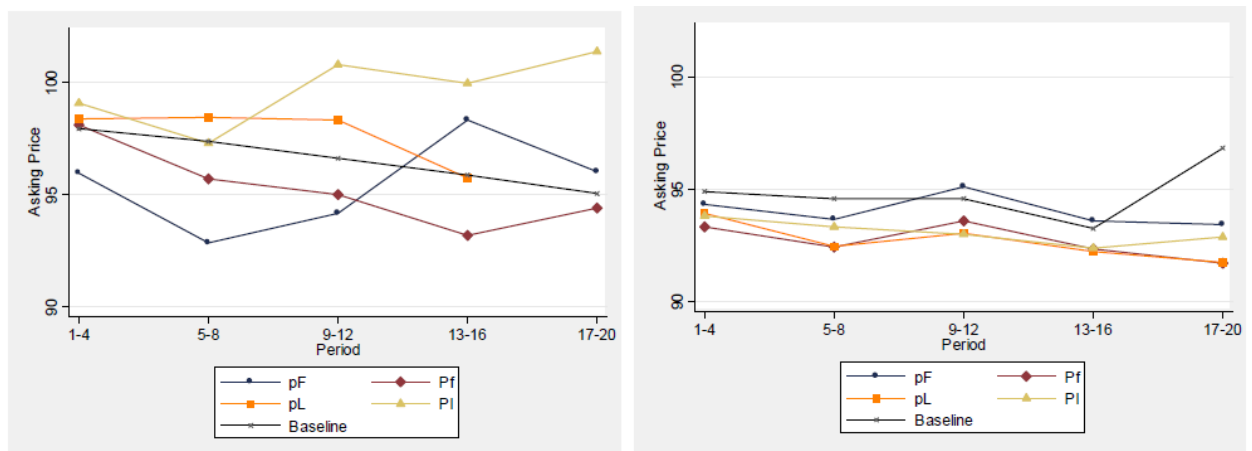 Asking Price
100
95
90
1-4 5-8 9-12 13-16 17-20
Period
pF Pf
pL Pl
Baseline
Asking Price
100
95
90
1-4 5-8 9-12 13-16 17-20
Period
pF Pf
pL Pl
Baseline